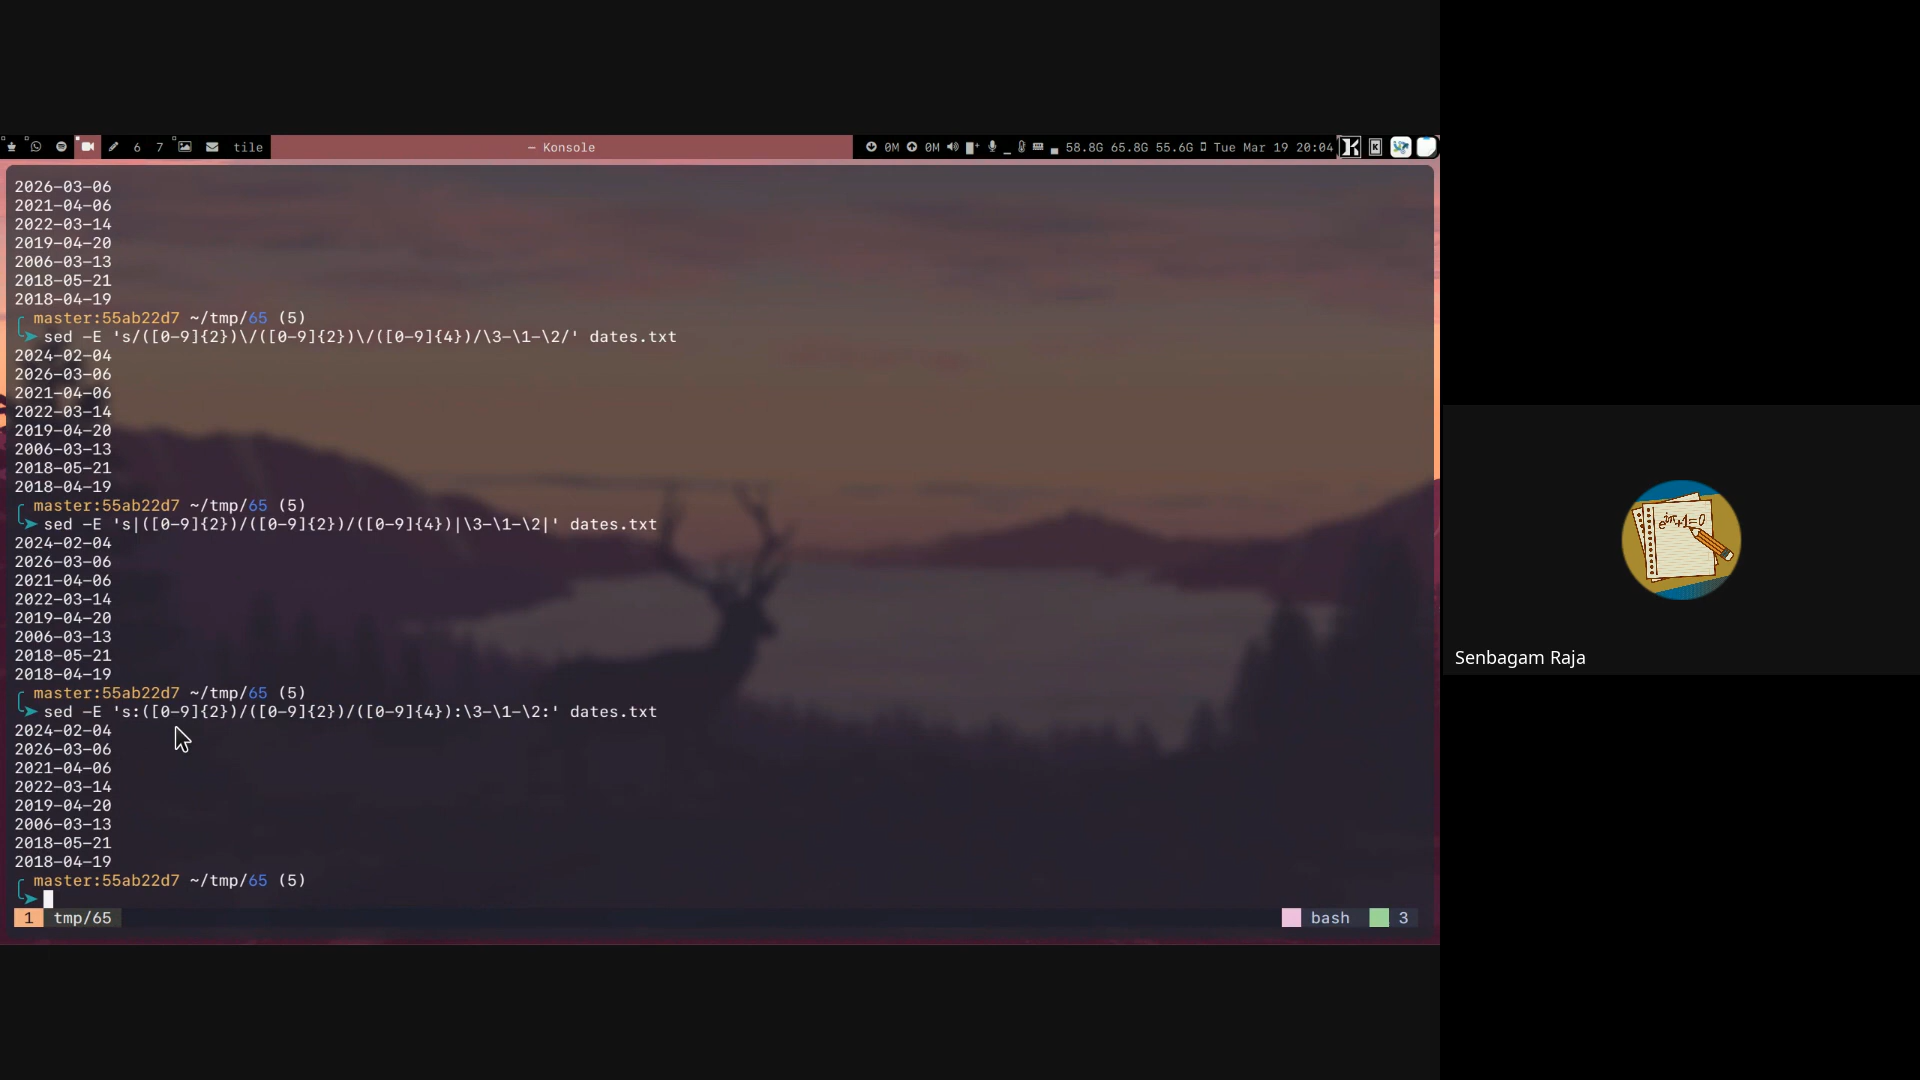 6 7 tile — Konsole 0M 0M _ 58.8G 65.8G 55.6G Tue Mar 19 20:04
2026-03-06
2021-04-06
2022-03-14
2019-04-20
2006-03-13
2018-05-21
2018-04-19
master:55ab22d7 ~/tmp/65 (5)
sed -E 's/([0-9]{2})\/([0-9]{2})\/([0-9]{4})/\3-\1-\2/' dates.txt
2024-02-04
2026-03-06
2021-04-06
2022-03-14
2019-04-20
2006-03-13
2018-05-21
2018-04-19
master:55ab22d7 ~/tmp/65 (5)
sed -E 's|([0-9]{2})/([0-9]{2})/([0-9]{4})|\3-\1-\2|' dates.txt
2024-02-04
2026-03-06
2021-04-06
2022-03-14
2019-04-20
2006-03-13
2018-05-21
2018-04-19
master:55ab22d7 ~/tmp/65 (5)
sed -E 's:([0-9]{2})/([0-9]{2})/([0-9]{4}):\3-\1-\2:' dates.txt
2024-02-04
2026-03-06
2021-04-06
2022-03-14
2019-04-20
2006-03-13
2018-05-21
2018-04-19
master:55ab22d7 ~/tmp/65 (5)
1 tmp/65 bash 3
e^iπ+1=0
Senbagam Raja